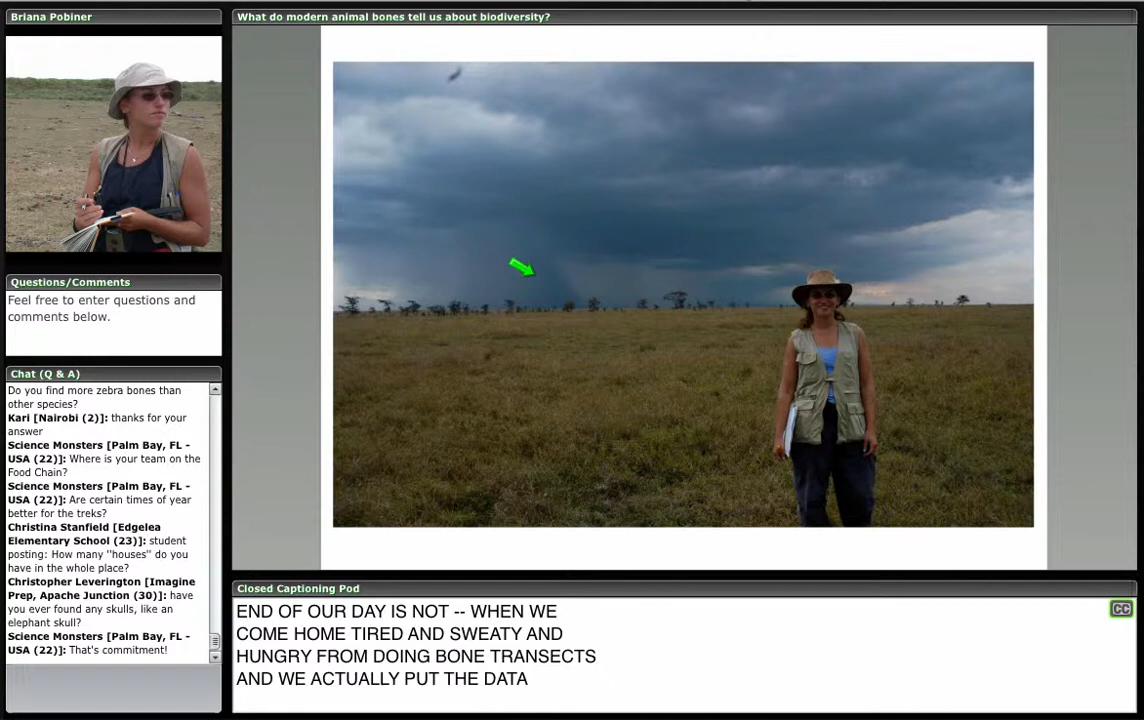 Briana Pobiner
What do modern animal bones tell us about biodiversity?
Questions/Comments
Feel free to enter questions and
comments below.
Chat (Q & A)
Do you find more zebra bones than
other species?
Kari [Nairobi (2)]: thanks for your
answer
Science Monsters [Palm Bay, FL -
USA (22)]: Where is your team on the
Food Chain?
Science Monsters [Palm Bay, FL -
USA (22)]: Are certain times of year
better for the treks?
Christina Stanfield [Edgelea
Elementary School (23)]: student
posting: How many "houses" do you
have in the whole place?
Christopher Leverington [Imagine
Prep, Apache Junction (30)]: have
you ever found any skulls, like an
elephant skull?
Science Monsters [Palm Bay, FL -
USA (22)]: That's commitment!
Closed Captioning Pod
CC
END OF OUR DAY IS NOT -- WHEN WE
COME HOME TIRED AND SWEATY AND
HUNGRY FROM DOING BONE TRANSECTS
AND WE ACTUALLY PUT THE DATA